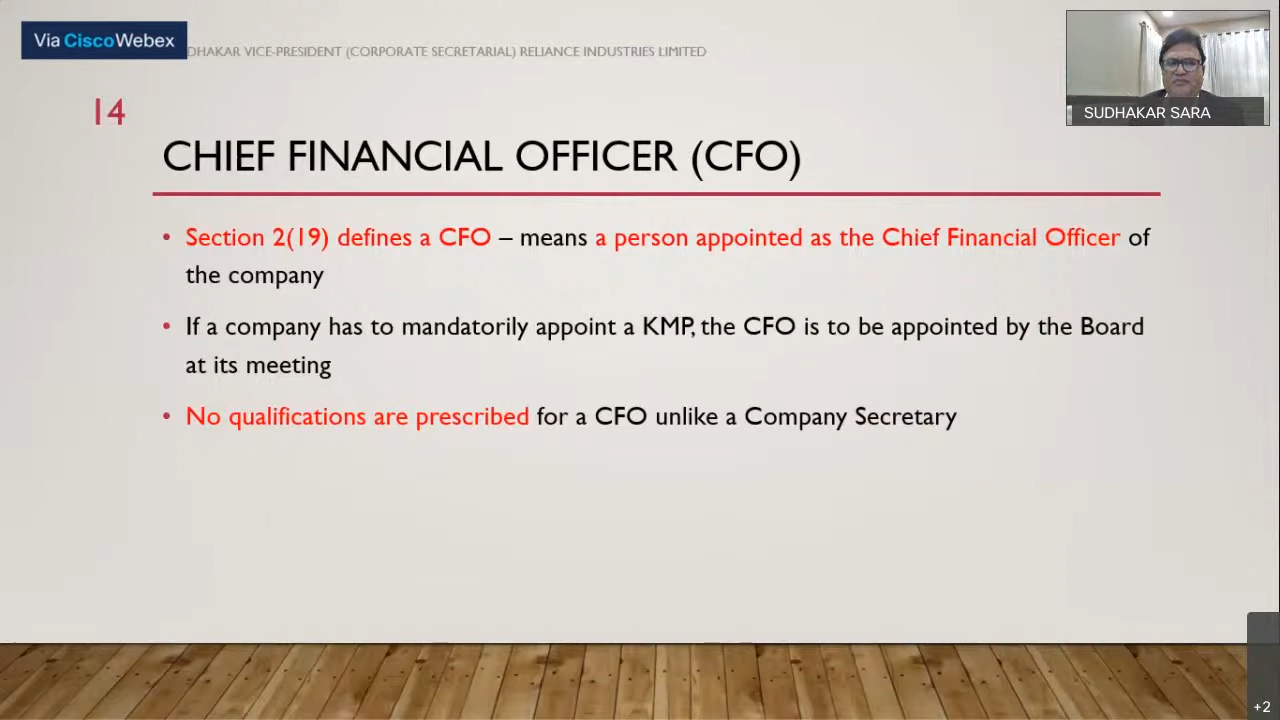 Via Cisco Webex
DHAKAR VICE-PRESIDENT (CORPORATE SECRETARIAL) RELIANCE INDUSTRIES LIMITED
SUDHAKAR SARA
14
CHIEF FINANCIAL OFFICER (CFO)
• Section 2(19) defines a CFO – means a person appointed as the Chief Financial Officer of
the company
• If a company has to mandatorily appoint a KMP, the CFO is to be appointed by the Board
at its meeting
• No qualifications are prescribed for a CFO unlike a Company Secretary
+2